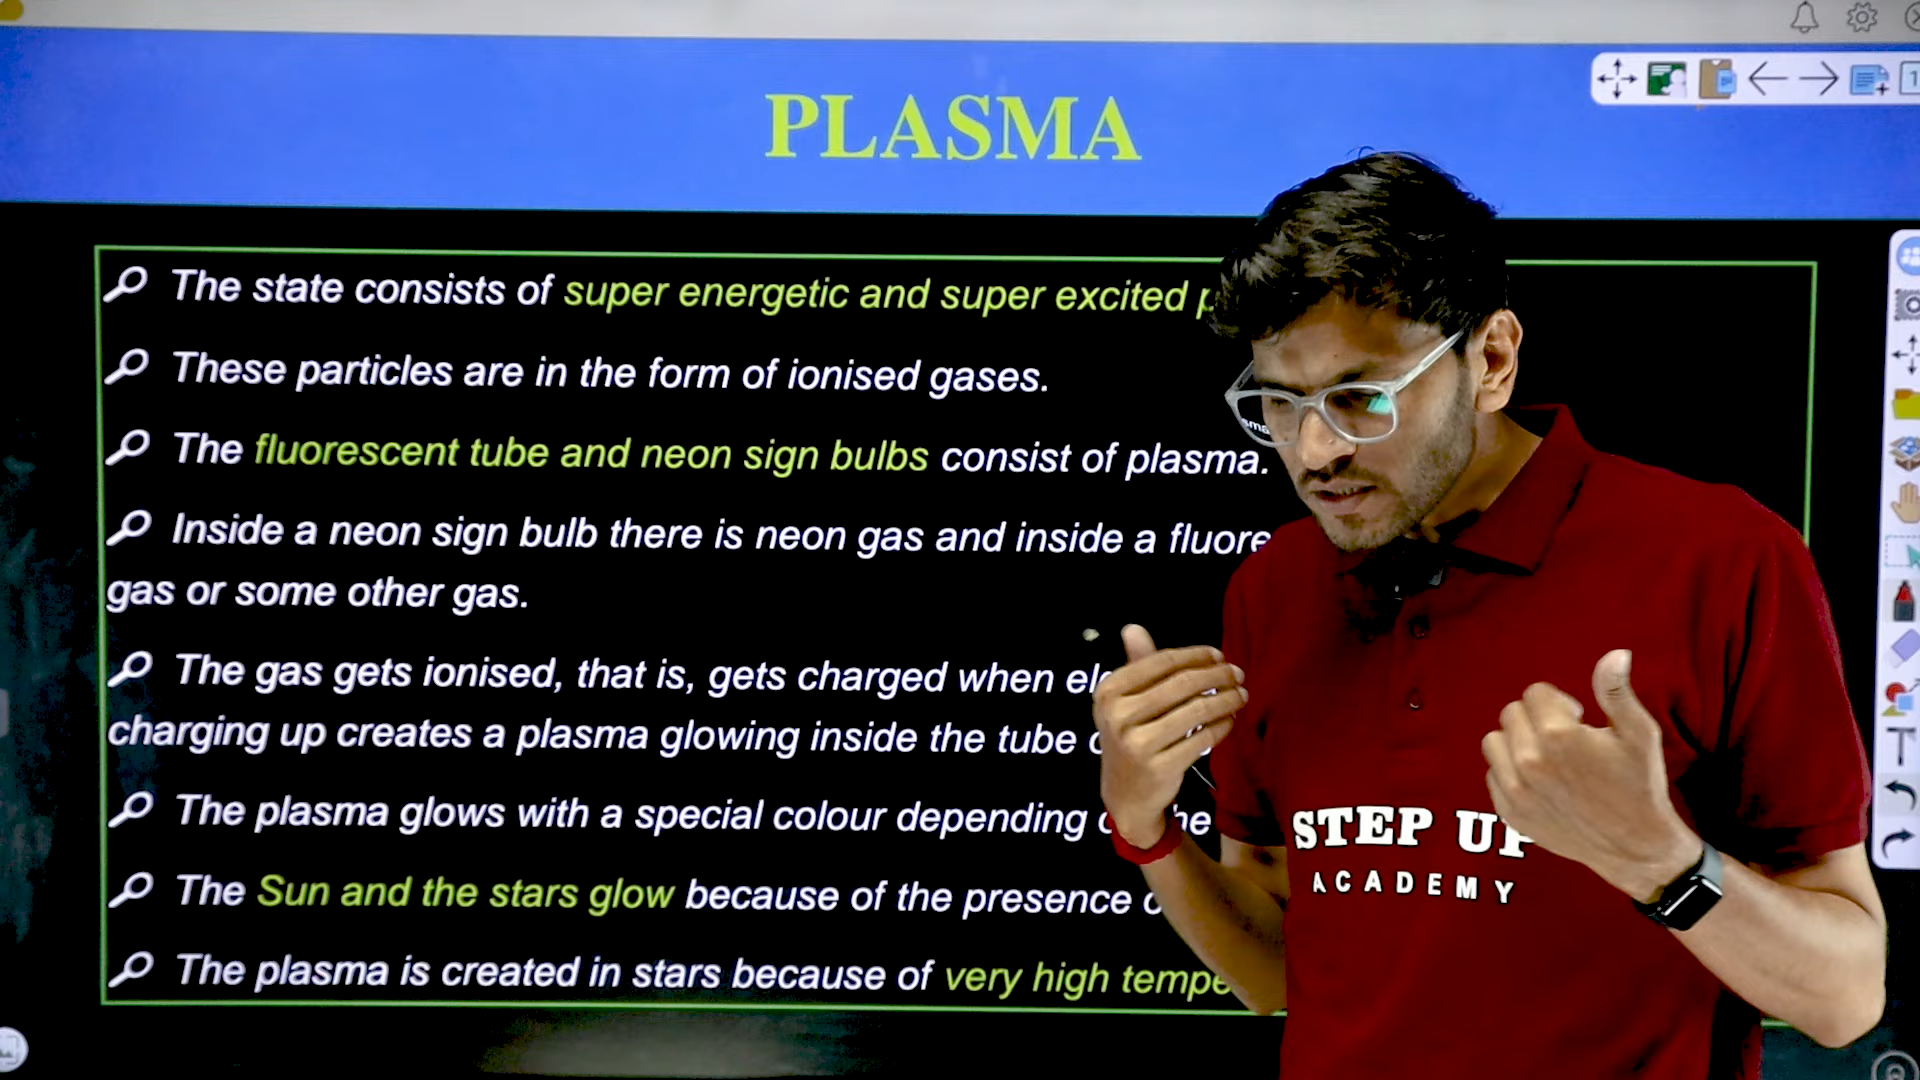 PLASMA
The state consists of super energetic and super excited
These particles are in the form of ionised gases.
The fluorescent tube and neon sign bulbs consist of plasma.
Inside a neon sign bulb there is neon gas and inside a
gas or some other gas.
The gas gets ionised, that is, gets charged when
charging up creates a plasma glowing inside the tube
The plasma glows with a special colour depending
The Sun and the stars glow because of the presence
The plasma is created in stars because of very high
STEP UP
ACADEMY